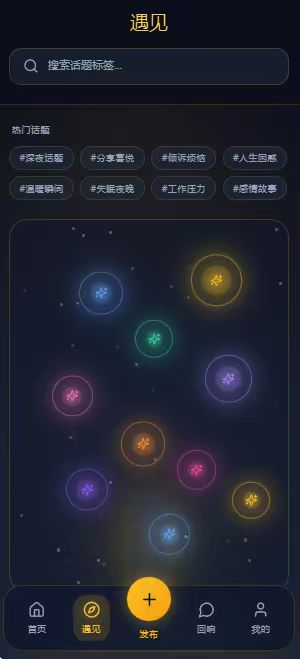 遇见
搜索话题标签...
热门话题
#深夜话题 #分享喜悦 #倾诉烦恼 #人生困惑
#温暖瞬间 #失眠夜晚 #工作压力 #感情故事
首页 遇见 发布 回响 我的